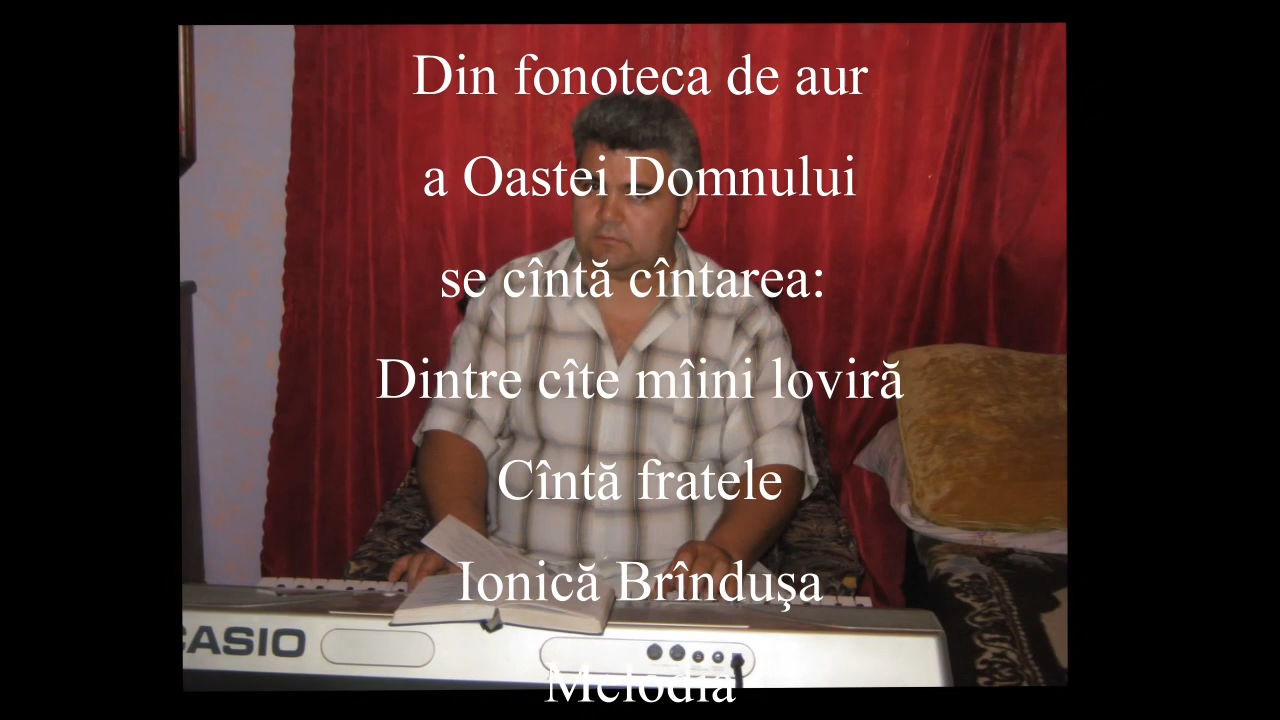 Din fonoteca de aur
a Oastei Domnului
se cîntă cîntarea:
Dintre cîte mîini loviră
Cîntă fratele
Ionică Brînduşa
CASIO
Melodia